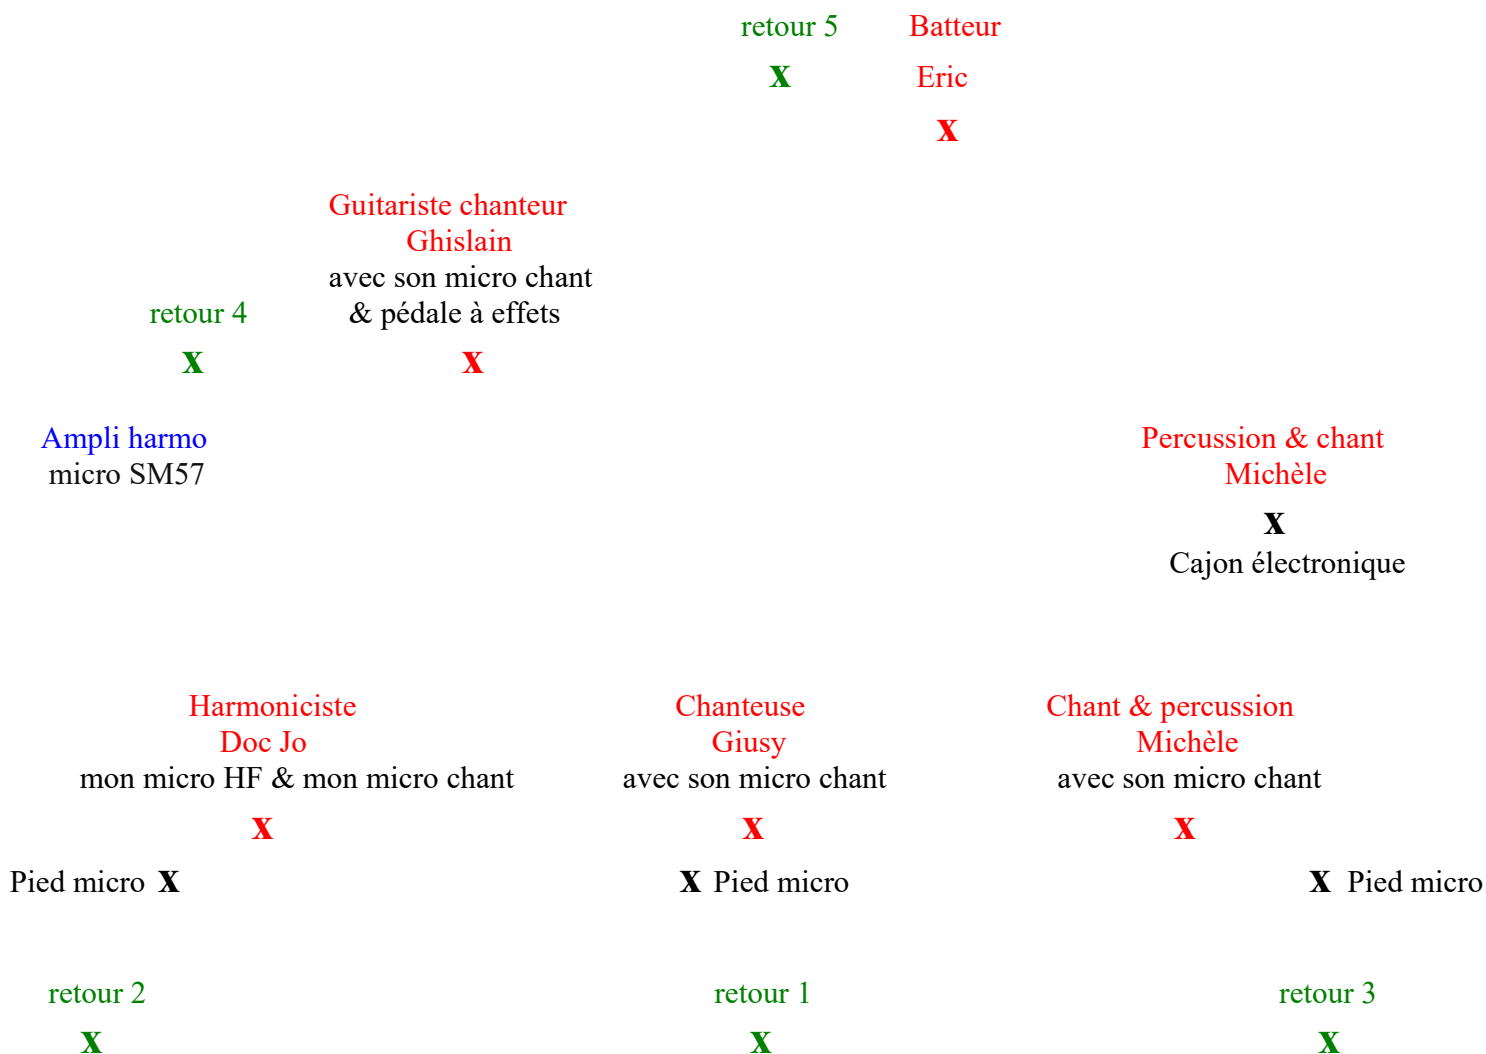 retour 5 Batteur
x Eric
x
Guitariste chanteur
Ghislain
avec son micro chant
retour 4 & pédale à effets
x x
Ampli harmo Percussion & chant
micro SM57 Michèle
x
Cajon électronique
Harmoniciste Chanteuse Chant & percussion
Doc Jo Giusy Michèle
mon micro HF & mon micro chant avec son micro chant avec son micro chant
x x x
Pied micro x x Pied micro x Pied micro
retour 2 retour 1 retour 3
x x x